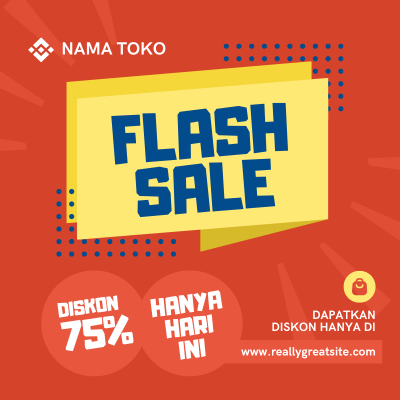 NAMA TOKO
FLASH
SALE
DISKON
75%
HANYA
HARI
INI
DAPATKAN
DISKON HANYA DI
www.reallygreatsite.com